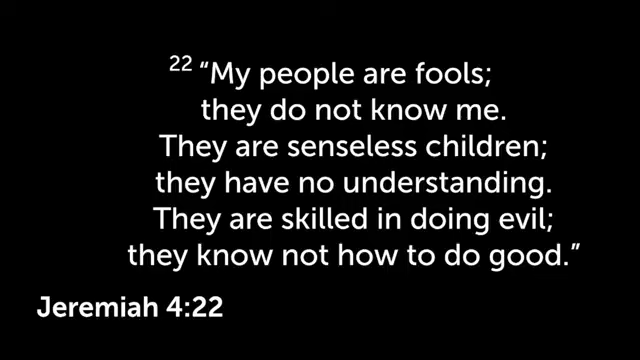 22 “My people are fools;
they do not know me.
They are senseless children;
they have no understanding.
They are skilled in doing evil;
they know not how to do good.”
Jeremiah 4:22